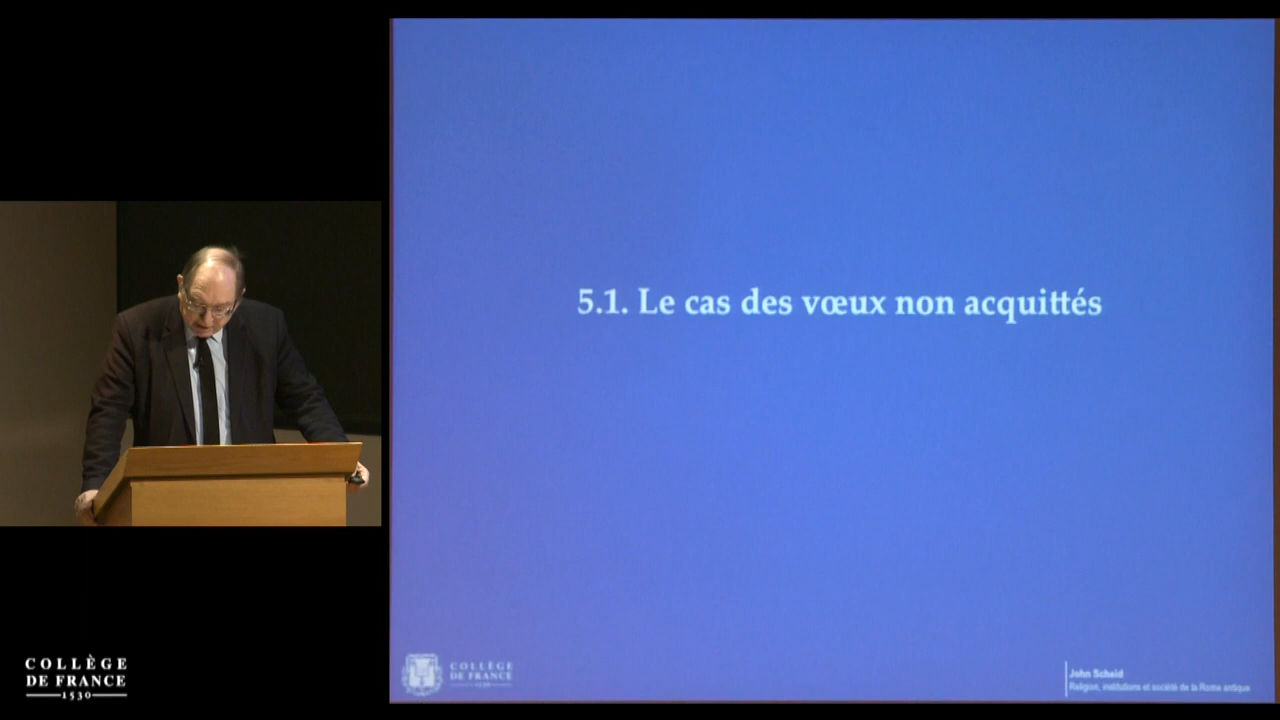 5.1. Le cas des vœux non acquittés
COLLÈGE
DE FRANCE
1530
COLLÈGE
DE FRANCE
1530
John Scheid
Religion, institutions et société de la Rome antique